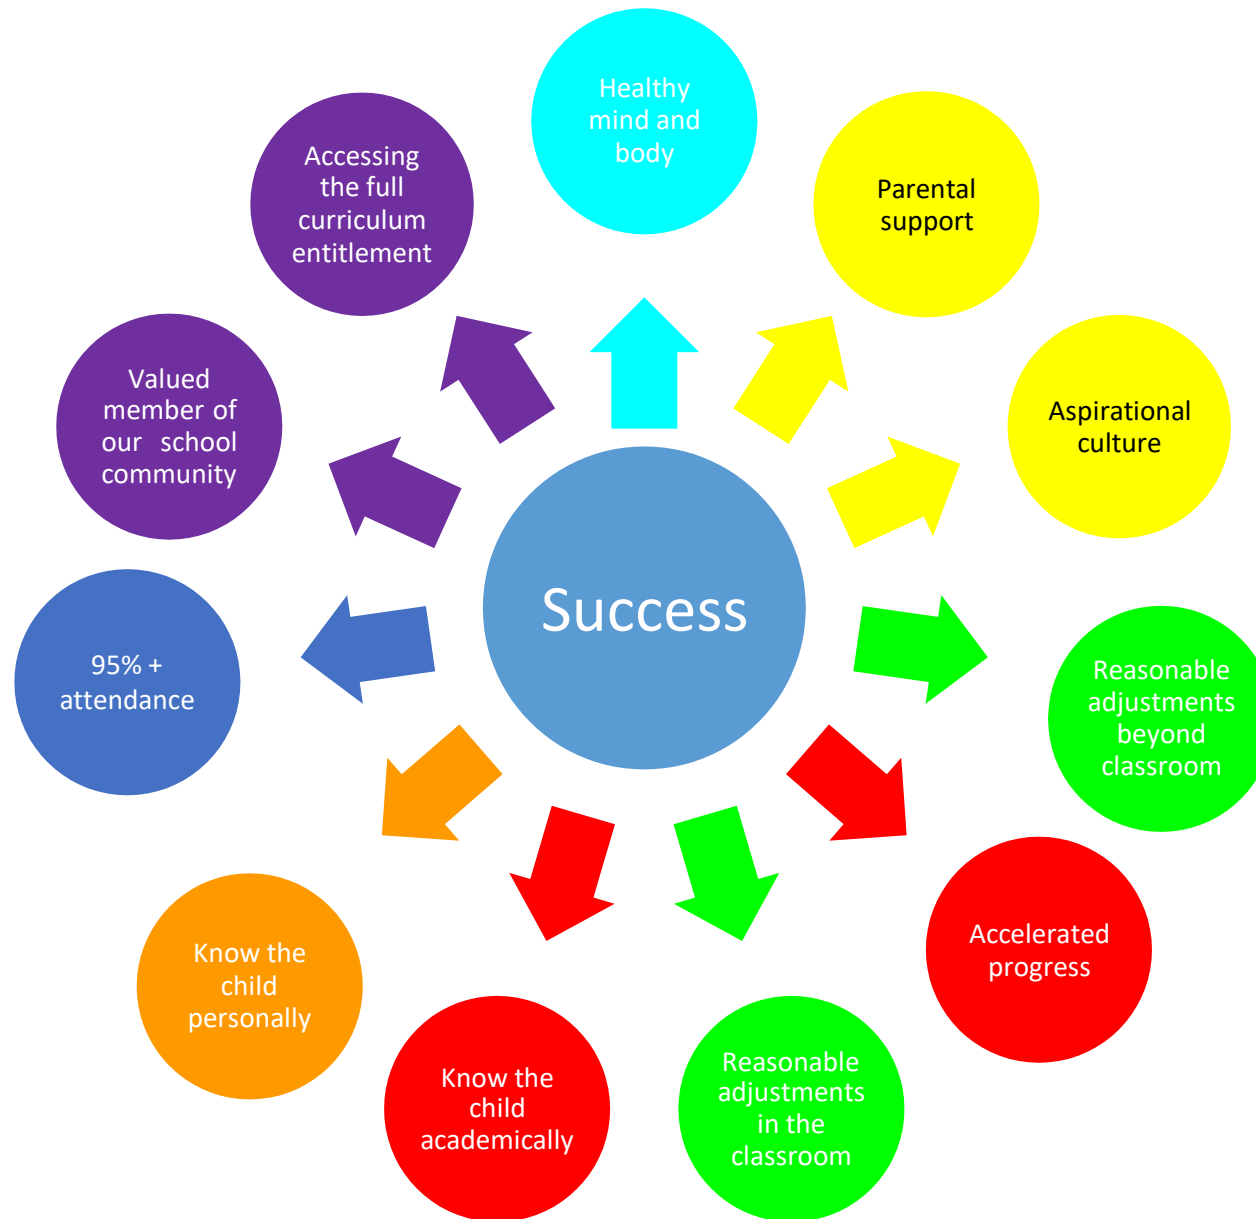 Healthy
mind and
body
Parental
support
Aspirational
culture
Reasonable
adjustments
beyond
classroom
Accelerated
progress
Reasonable
adjustments
in the
classroom
Know the
child
academically
Know the
child
personally
95% +
attendance
Valued
member of
our school
community
Accessing
the full
curriculum
entitlement
Success